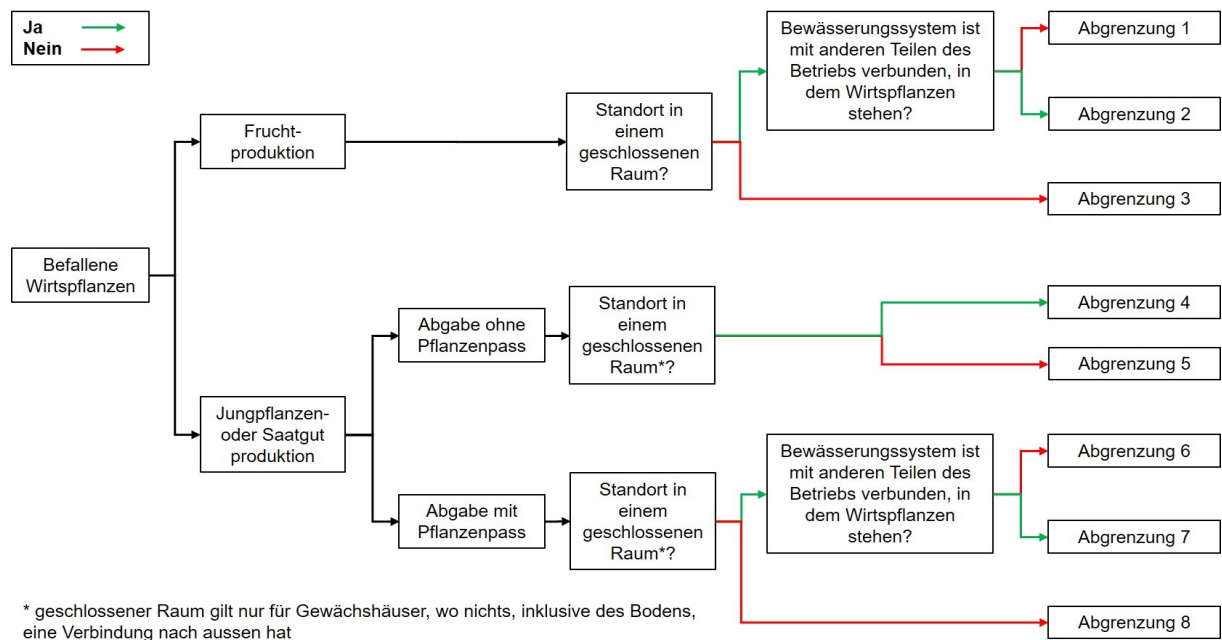 Ja
Nein
Befallene
Wirtspflanzen
Frucht-
produktion
Standort in
einem
geschlossenen
Raum?
Bewässerungssystem ist
mit anderen Teilen des
Betriebs verbunden, in
dem Wirtspflanzen
stehen?
Abgrenzung 1
Abgrenzung 2
Abgrenzung 3
Jungpflanzen-
oder Saatgut
produktion
Abgabe ohne
Pflanzenpass
Standort in
einem
geschlossenen
Raum*?
Abgrenzung 4
Abgrenzung 5
Abgabe mit
Pflanzenpass
Standort in
einem
geschlossenen
Raum*?
Bewässerungssystem ist
mit anderen Teilen des
Betriebs verbunden, in
dem Wirtspflanzen
stehen?
Abgrenzung 6
Abgrenzung 7
Abgrenzung 8
* geschlossener Raum gilt nur für Gewächshäuser, wo nichts, inklusive des Bodens,
eine Verbindung nach aussen hat